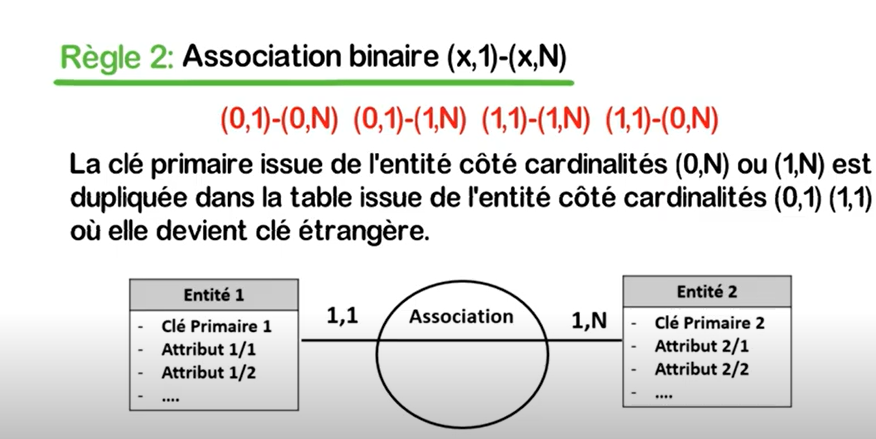 Règle 2: Association binaire (x,1)-(x,N)
(0,1)-(0,N) (0,1)-(1,N) (1,1)-(1,N) (1,1)-(0,N)
La clé primaire issue de l'entité côté cardinalités (0,N) ou (1,N) est
dupliquée dans la table issue de l'entité côté cardinalités (0,1) (1,1)
où elle devient clé étrangère.
Entité 1
- Clé Primaire 1
- Attribut 1/1
- Attribut 1/2
- ....
1,1
Association
1,N
Entité 2
- Clé Primaire 2
- Attribut 2/1
- Attribut 2/2
- ....